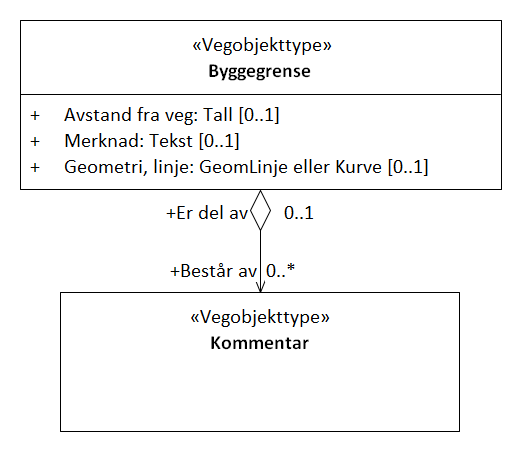 «Vegobjekttype»
Byggegrense
+ Avstand fra veg: Tall [0..1]
+ Merknad: Tekst [0..1]
+ Geometri, linje: GeomLinje eller Kurve [0..1]
+Er del av 0..1
+Består av 0..*
«Vegobjekttype»
Kommentar